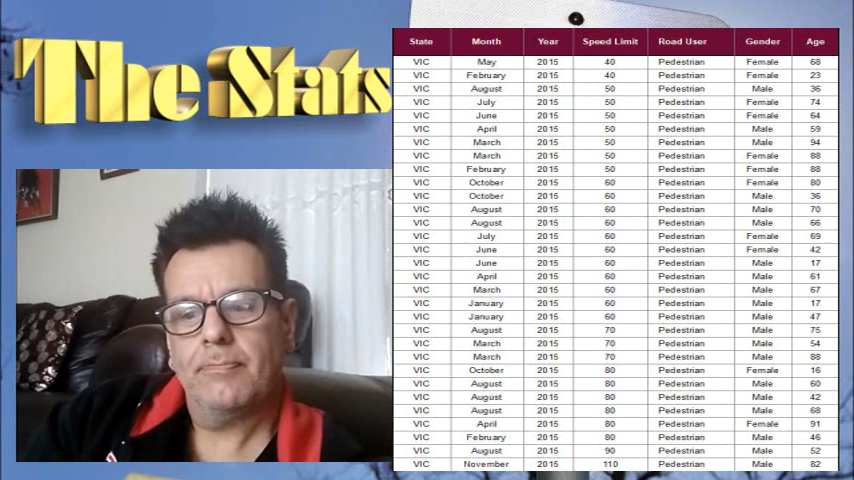 The Stats
State Month Year Speed Limit Road User Gender Age
VIC May 2015 40 Pedestrian Female 68
VIC February 2015 40 Pedestrian Female 23
VIC August 2015 50 Pedestrian Male 36
VIC July 2015 50 Pedestrian Female 74
VIC June 2015 50 Pedestrian Female 64
VIC April 2015 50 Pedestrian Male 59
VIC March 2015 50 Pedestrian Male 94
VIC March 2015 50 Pedestrian Female 88
VIC February 2015 50 Pedestrian Female 88
VIC October 2015 60 Pedestrian Female 80
VIC October 2015 60 Pedestrian Male 36
VIC August 2015 60 Pedestrian Male 70
VIC August 2015 60 Pedestrian Male 66
VIC July 2015 60 Pedestrian Female 69
VIC June 2015 60 Pedestrian Female 42
VIC June 2015 60 Pedestrian Male 17
VIC April 2015 60 Pedestrian Male 61
VIC March 2015 60 Pedestrian Male 67
VIC January 2015 60 Pedestrian Male 17
VIC January 2015 60 Pedestrian Male 47
VIC August 2015 70 Pedestrian Male 75
VIC March 2015 70 Pedestrian Male 54
VIC March 2015 70 Pedestrian Male 88
VIC October 2015 80 Pedestrian Female 16
VIC August 2015 80 Pedestrian Male 60
VIC August 2015 80 Pedestrian Male 42
VIC August 2015 80 Pedestrian Male 68
VIC April 2015 80 Pedestrian Female 91
VIC February 2015 80 Pedestrian Male 46
VIC August 2015 90 Pedestrian Male 52
VIC November 2015 110 Pedestrian Male 82